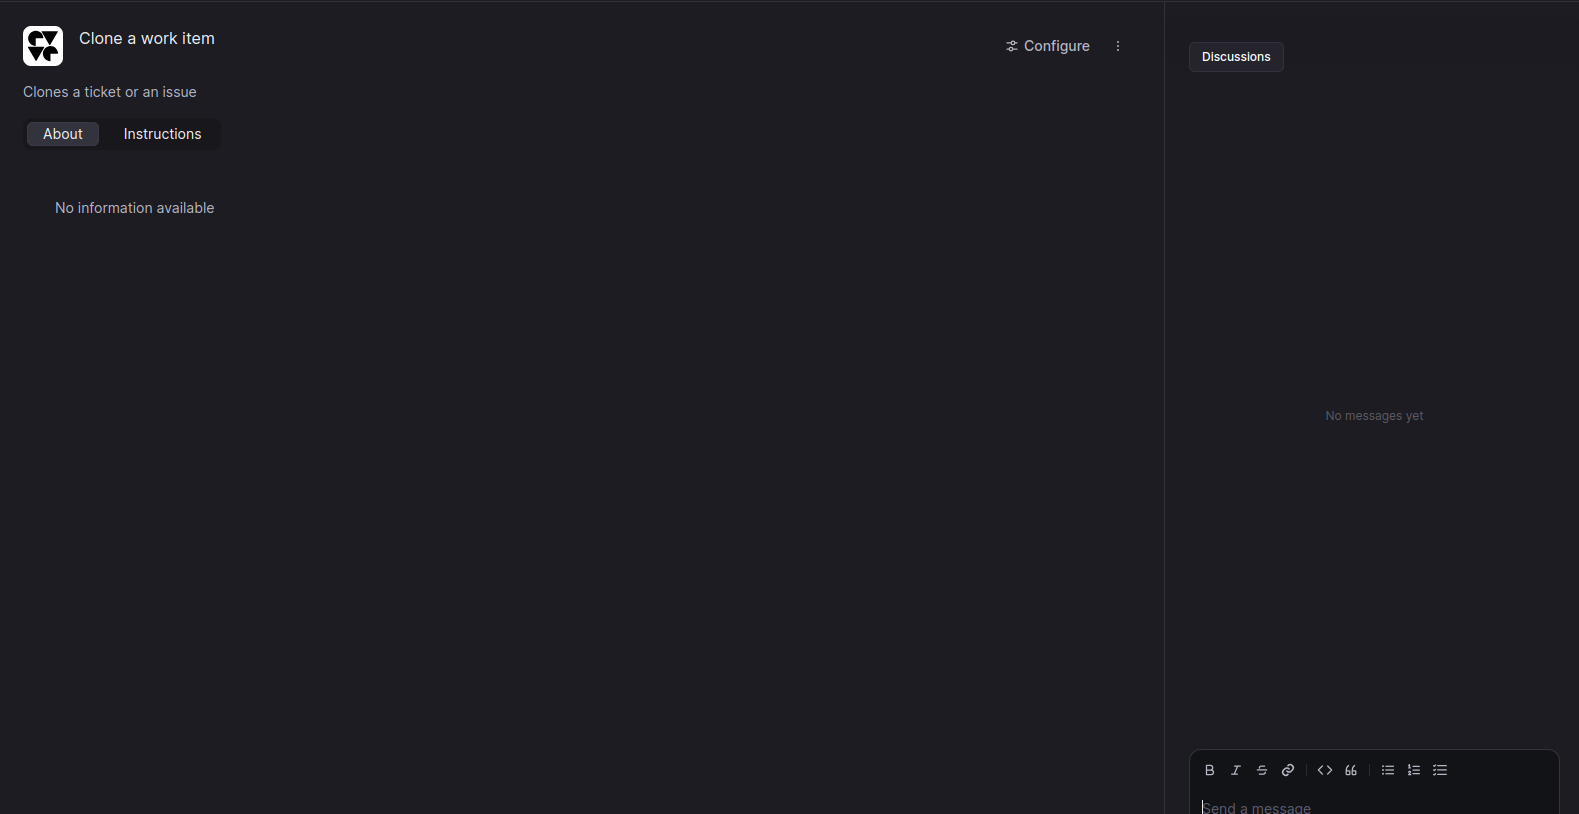 Clone a work item
Configure
Clones a ticket or an issue
About
Instructions
No information available
Discussions
No messages yet
Send a message